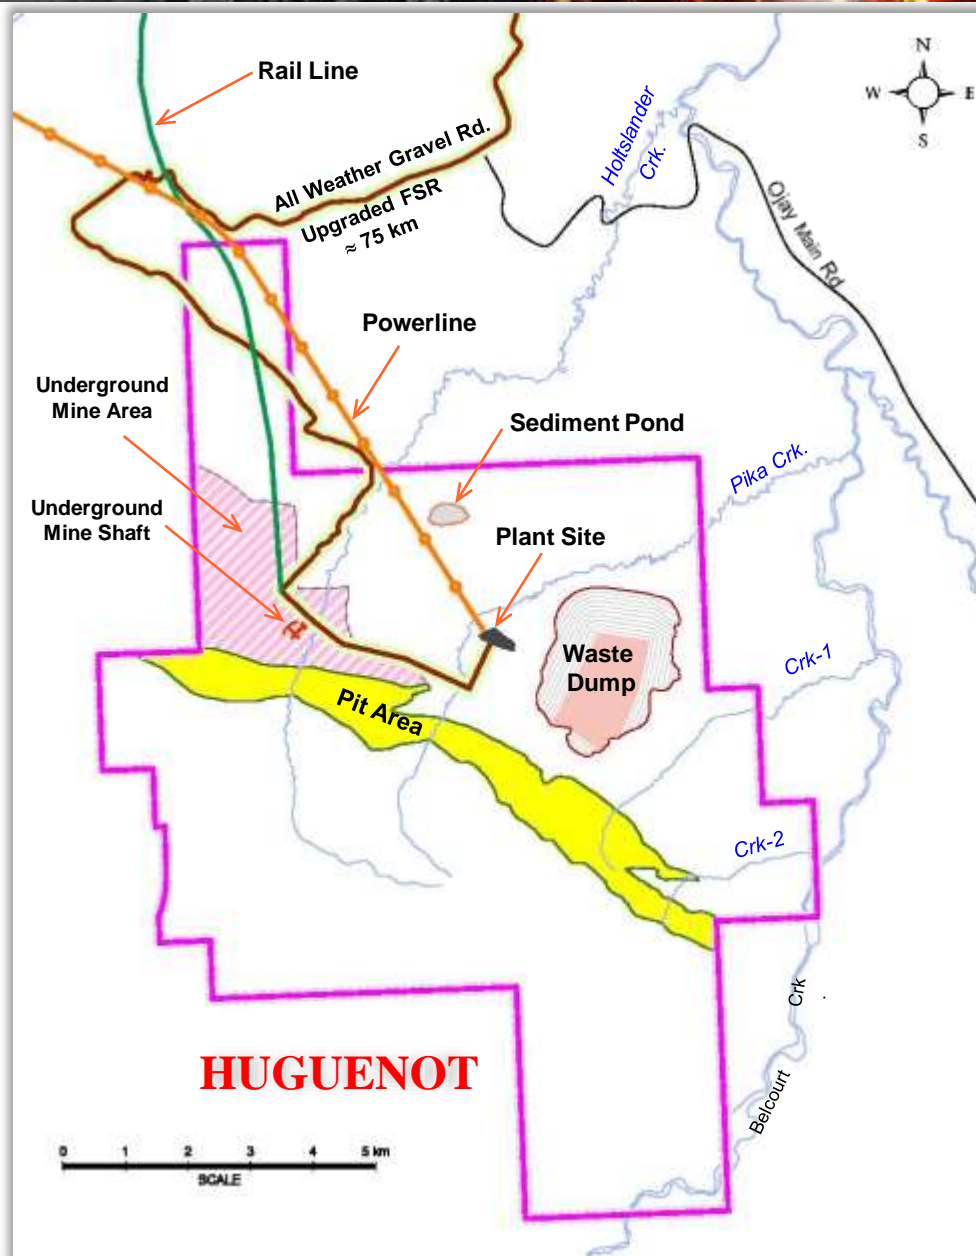 N
W E
S
Rail Line
All Weather Gravel Rd.
Upgraded FSR
≈ 75 km
Holtslander
Crk.
Ojay Main Rd
Powerline
Underground
Mine Area
Sediment Pond
Pika Crk.
Underground
Mine Shaft
Plant Site
Waste
Dump
Crk-1
Pit Area
Crk-2
Belcourt Crk
HUGUENOT
0 1 2 3 4 5 km
SCALE